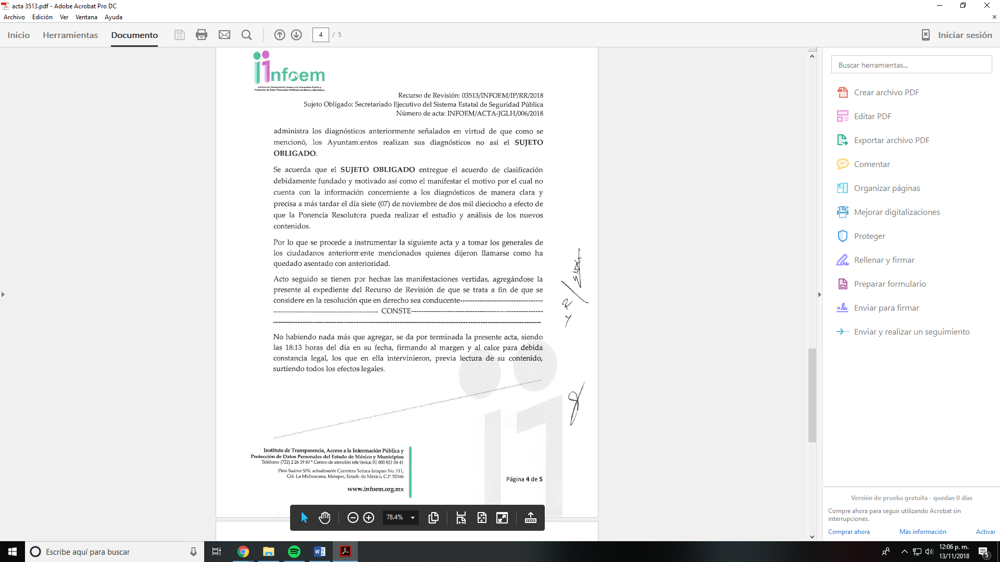 acta 3513.pdf - Adobe Acrobat Pro DC
Archivo Edición Ver Ventana Ayuda
Inicio Herramientas Documento 4 / 5 Iniciar sesión
infoem
Instituto de Transparencia, Acceso a la Información Pública y
Protección de Datos Personales del Estado de México y Municipios
Recurso de Revisión: 03513/INFOEM/IP/RR/2018
Sujeto Obligado: Secretariado Ejecutivo del Sistema Estatal de Seguridad Pública
Número de acta: INFOEM/ACTA-JGLH/006/2018
administra los diagnósticos anteriormente señalados en virtud de que como se
mencionó, los Ayuntamientos realizan sus diagnósticos no así el SUJETO
OBLIGADO.
Se acuerda que el SUJETO OBLIGADO entregue el acuerdo de clasificación
debidamente fundado y motivado así como el manifestar el motivo por el cual no
cuenta con la información concerniente a los diagnósticos de manera clara y
precisa a más tardar el día siete (07) de noviembre de dos mil dieciocho a efecto de
que la Ponencia Resolutora pueda realizar el estudio y análisis de los nuevos
contenidos.
Por lo que se procede a instrumentar la siguiente acta y a tomar los generales de
los ciudadanos anteriormente mencionados quienes dijeron llamarse como ha
quedado asentado con anterioridad.
Acto seguido se tienen por hechas las manifestaciones vertidas, agregándose la
presente al expediente del Recurso de Revisión de que se trata a fin de que se
considere en la resolución que en derecho sea conducente----------------------------------
------------------------------------------- CONSTE------------------------------------------------------
--------------------------------------------------------------------------------------------------------------
No habiendo nada más que agregar, se da por terminada la presente acta, siendo
las 18:13 horas del día en su fecha, firmando al margen y al calce para debida
constancia legal, los que en ella intervinieron, previa lectura de su contenido,
surtiendo todos los efectos legales.
Instituto de Transparencia, Acceso a la Información Pública y
Protección de Datos Personales del Estado de México y Municipios
Teléfono: (722) 2 26 19 80 * Centro de atención telefónica: 01 800 821 04 41
Pino Suárez S/N, actualmente Carretera Toluca-Ixtapan No. 111,
Col. La Michoacana, Metepec, Estado de México, C.P. 52166
www.infoem.org.mx
Página 4 de 5
78.4%
Buscar herramientas...
Crear archivo PDF
Editar PDF
Exportar archivo PDF
Comentar
Organizar páginas
Mejorar digitalizaciones
Proteger
Rellenar y firmar
Preparar formulario
Enviar para firmar
Enviar y realizar un seguimiento
Versión de prueba gratuita - quedan 0 días
Compre ahora para seguir utilizando Acrobat sin
interrupciones.
Comprar ahora Más información Activar
Escribe aquí para buscar
12:06 p. m.
13/11/2018
5